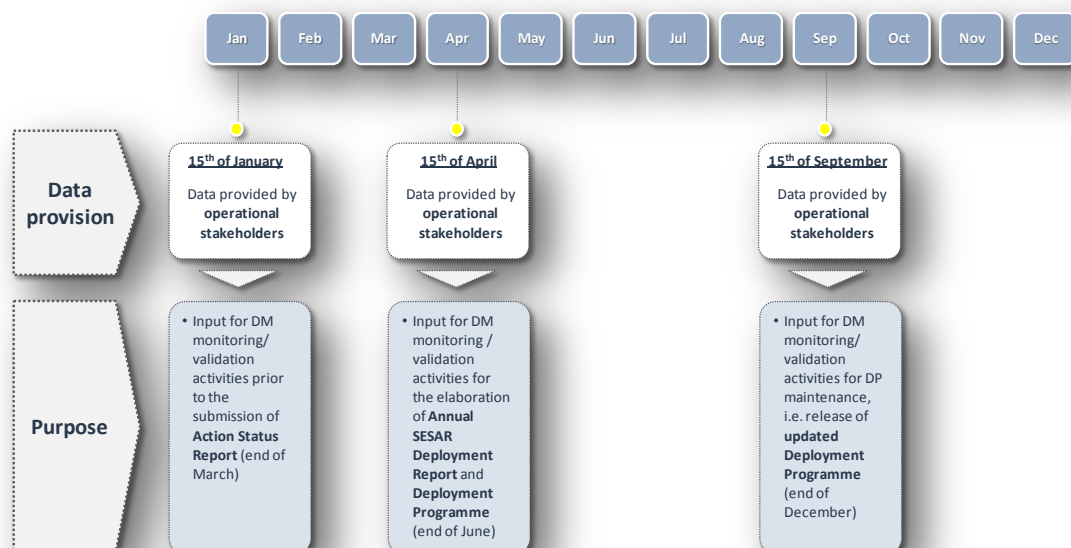 Jan Feb Mar Apr May Jun Jul Aug Sep Oct Nov Dec
Data
provision
15th of January
Data provided by
operational
stakeholders
15th of April
Data provided by
operational
stakeholders
15th of September
Data provided by
operational
stakeholders
Purpose
• Input for DM
monitoring/
validation
activities prior
to the
submission of
Action Status
Report (end of
March)
• Input for DM
monitoring /
validation
activities for
the elaboration
of Annual
SESAR
Deployment
Report and
Deployment
Programme
(end of June)
• Input for DM
monitoring/
validation
activities for DP
maintenance,
i.e. release of
updated
Deployment
Programme
(end of
December)